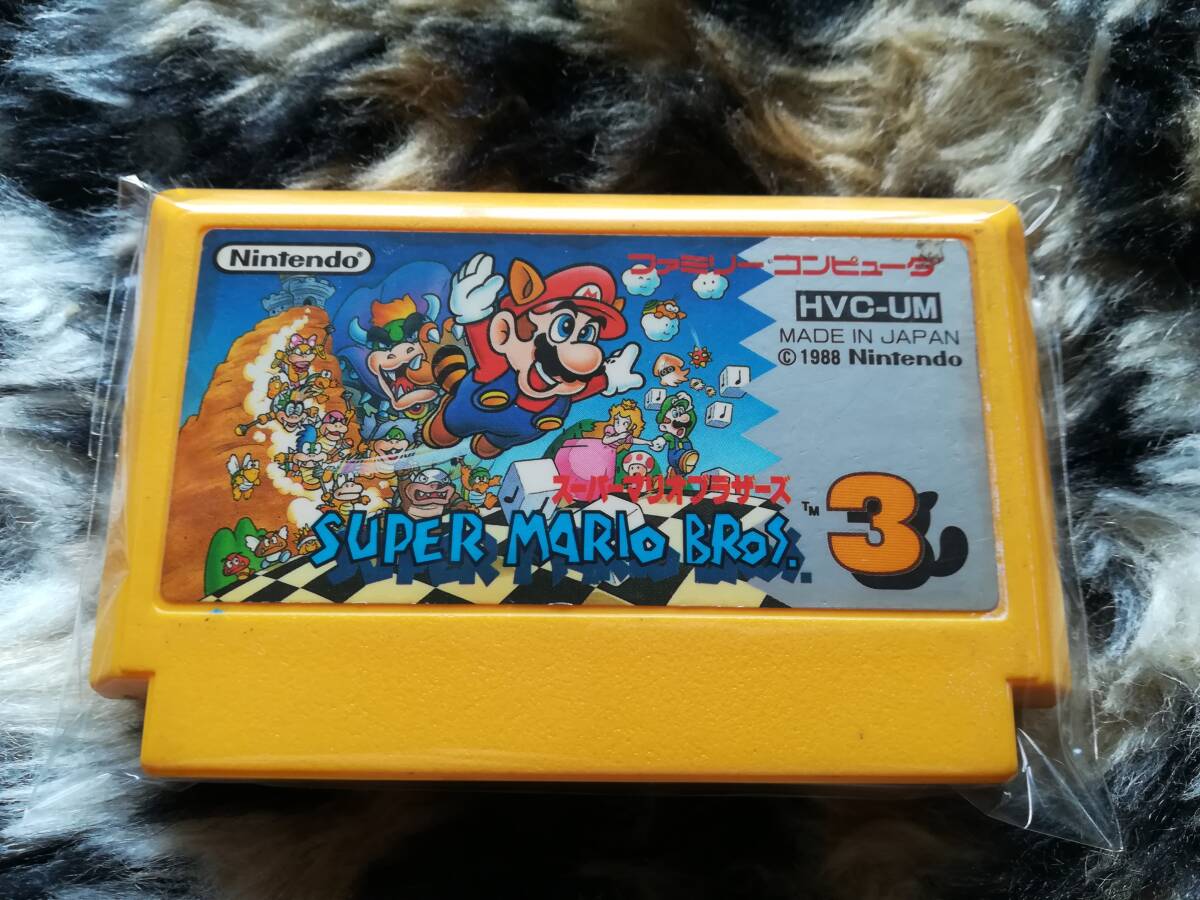 Nintendo®
ファミリーコンピュータ
HVC-UM
MADE IN JAPAN
© 1988 Nintendo
スーパーマリオブラザーズ
SUPER MARIO BROS.™ 3